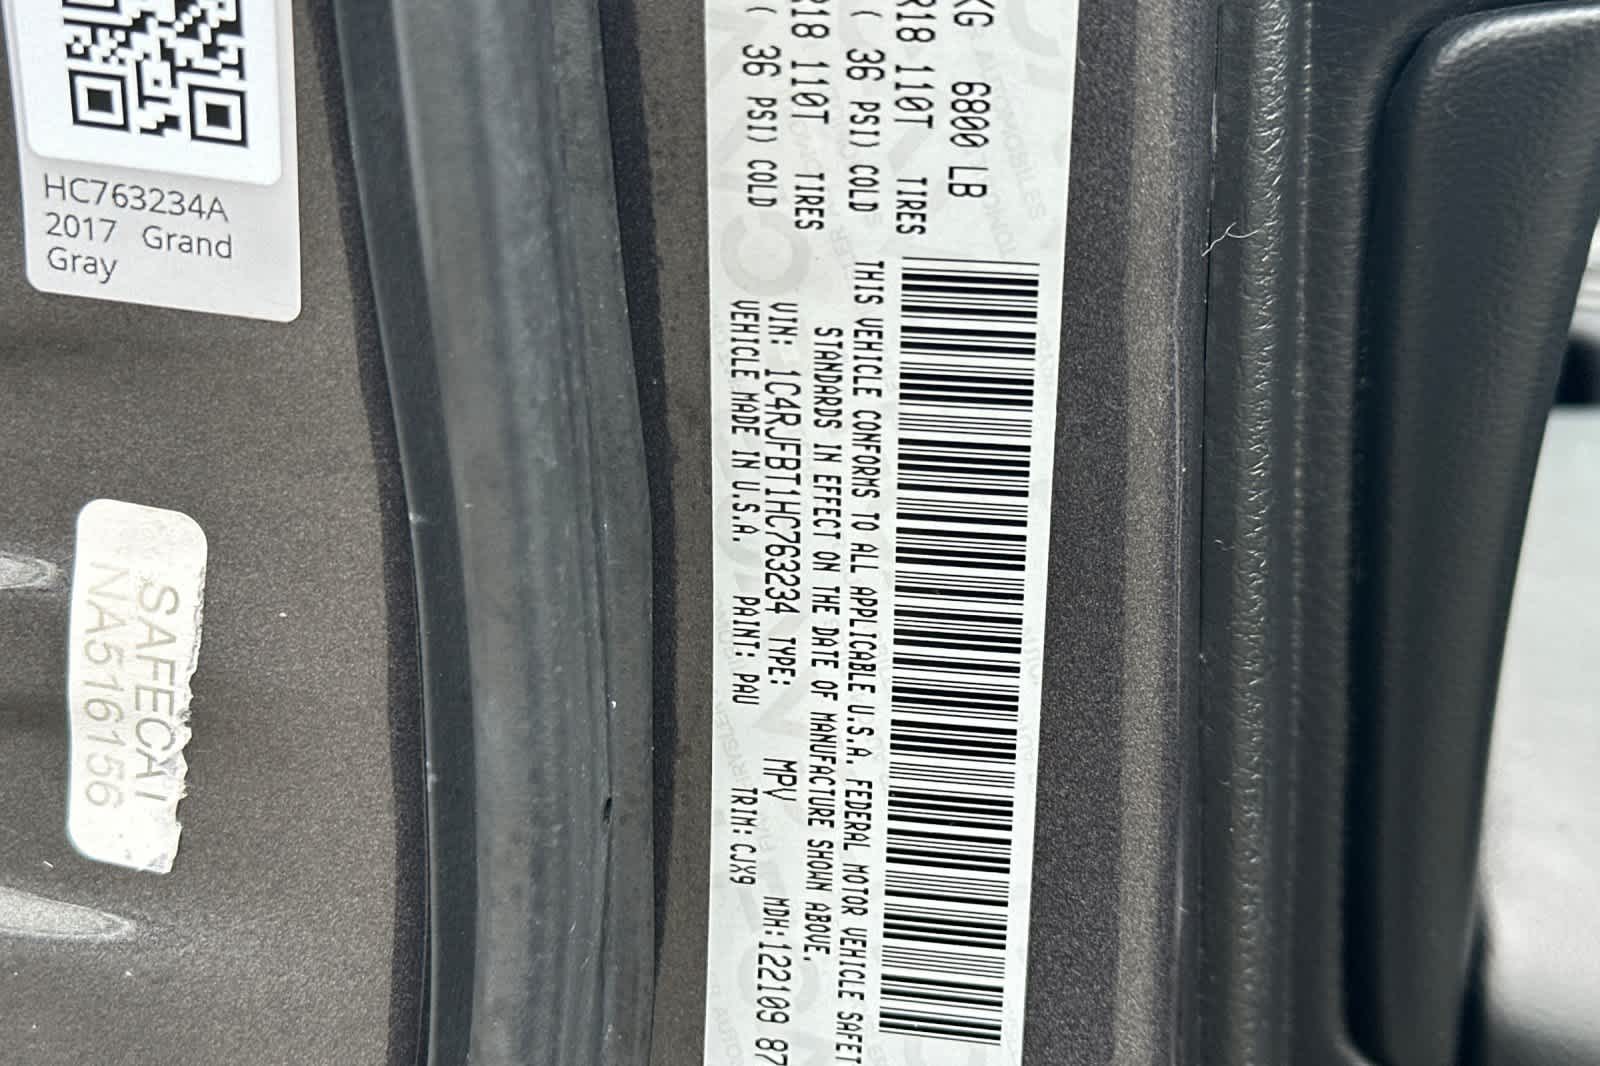 HC763234A
2017 Grand
Gray
SAFECA
NA516156
KG 6800 LB
R18 110T TIRES
( 36 PSI) COLD
R18 110T TIRES
( 36 PSI) COLD
THIS VEHICLE CONFORMS TO ALL APPLICABLE U.S.A. FEDERAL MOTOR VEHICLE SAFET
STANDARDS IN EFFECT ON THE DATE OF MANUFACTURE SHOWN ABOVE.
VIN: 1C4RJFBT1HC763234 TYPE: MPV MDH:122109 87
VEHICLE MADE IN U.S.A. PAINT: PAU TRIM: CJX9